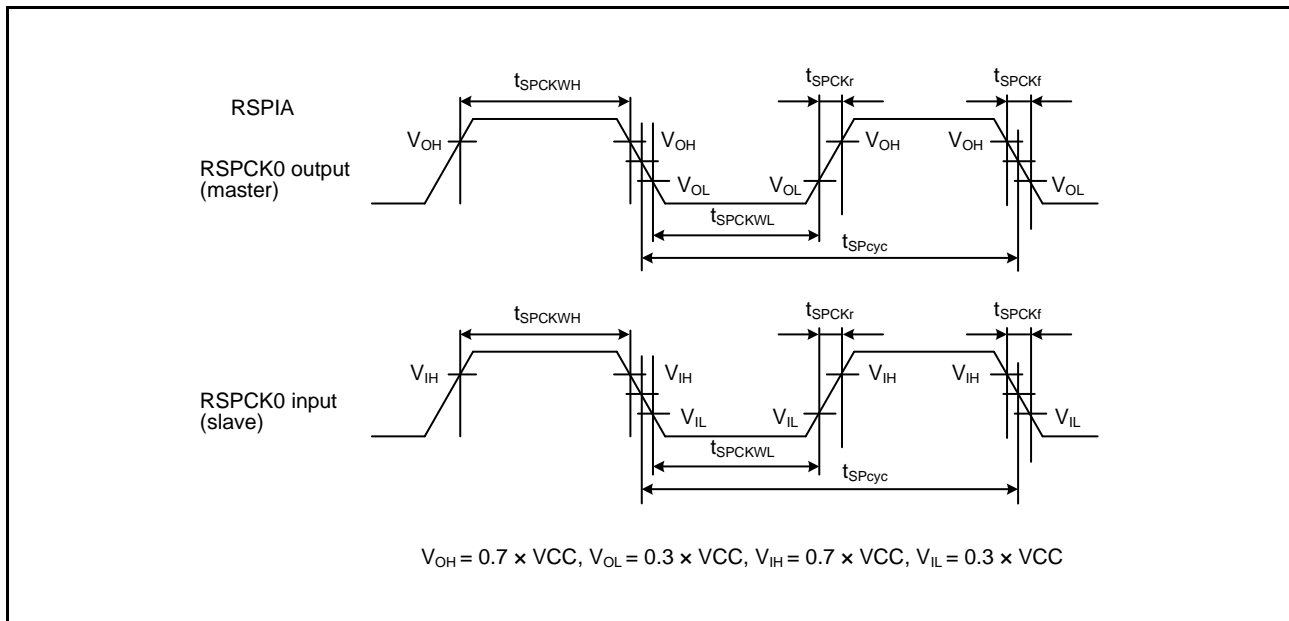 tSPCKWH tSPCKr tSPCKf
RSPIA
VOH VOH VOH VOH
RSPCK0 output
(master)
VOL VOL VOL
tSPCKWL
tSPcyc
tSPCKWH tSPCKr tSPCKf
VIH VIH VIH VIH
RSPCK0 input
(slave)
VIL VIL VIL
tSPCKWL
tSPcyc
VOH = 0.7 × VCC, VOL = 0.3 × VCC, VIH = 0.7 × VCC, VIL = 0.3 × VCC